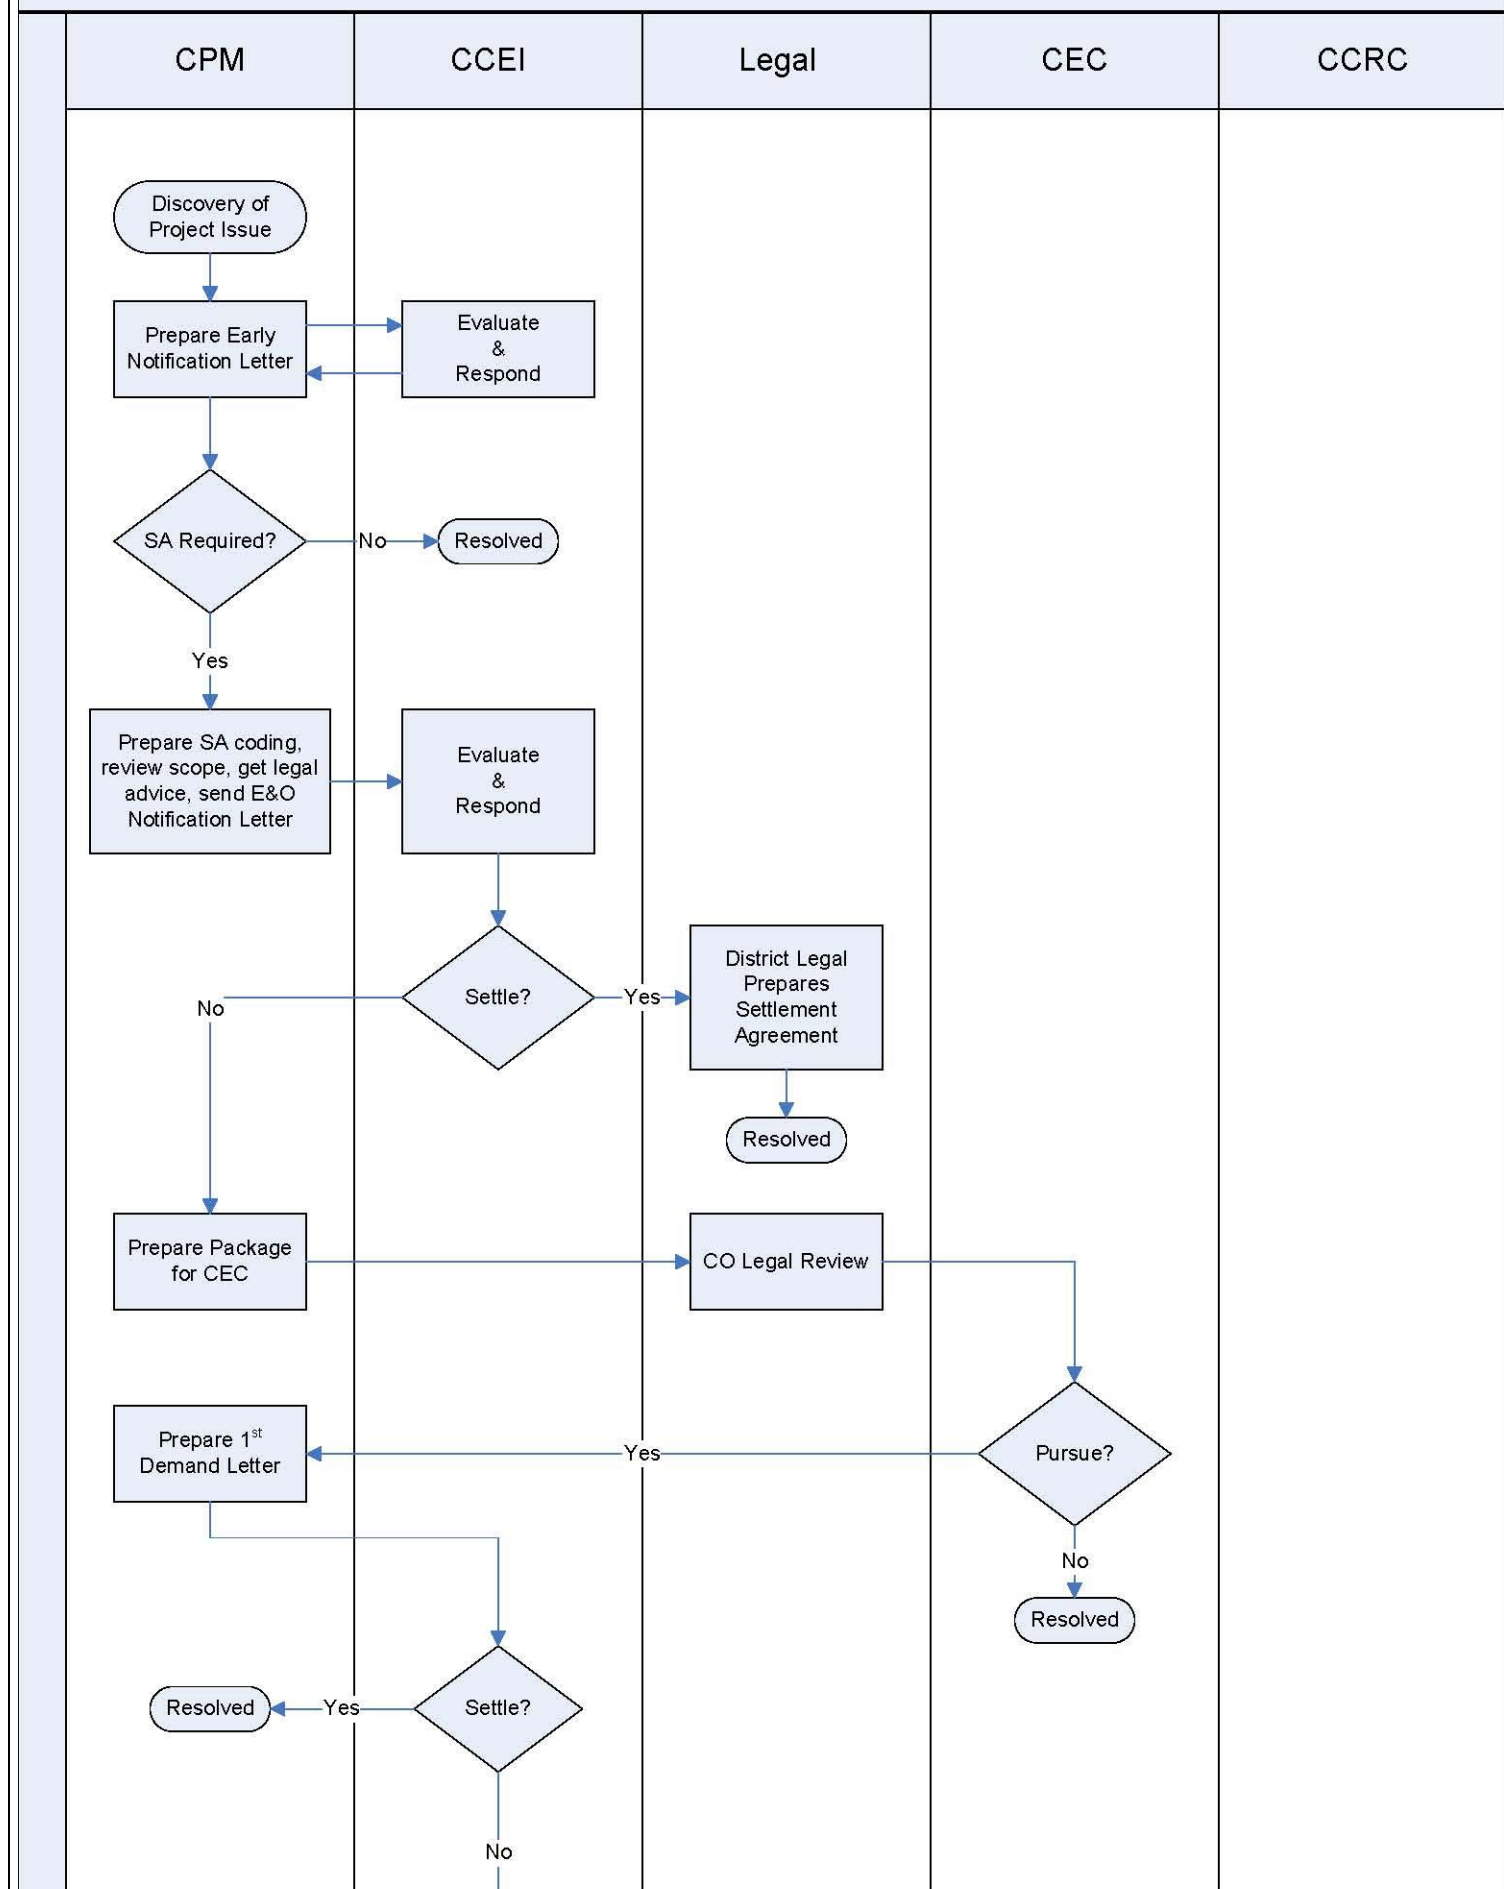 CPM
CCEI
Legal
CEC
CCRC
Discovery of
Project Issue
Prepare Early
Notification Letter
Evaluate
&
Respond
SA Required?
No
Resolved
Yes
Prepare SA coding,
review scope, get legal
advice, send E&O
Notification Letter
Evaluate
&
Respond
Settle?
Yes
District Legal
Prepares
Settlement
Agreement
No
Resolved
Prepare Package
for CEC
CO Legal Review
Pursue?
Yes
Prepare 1st
Demand Letter
No
Resolved
Settle?
Yes
Resolved
No